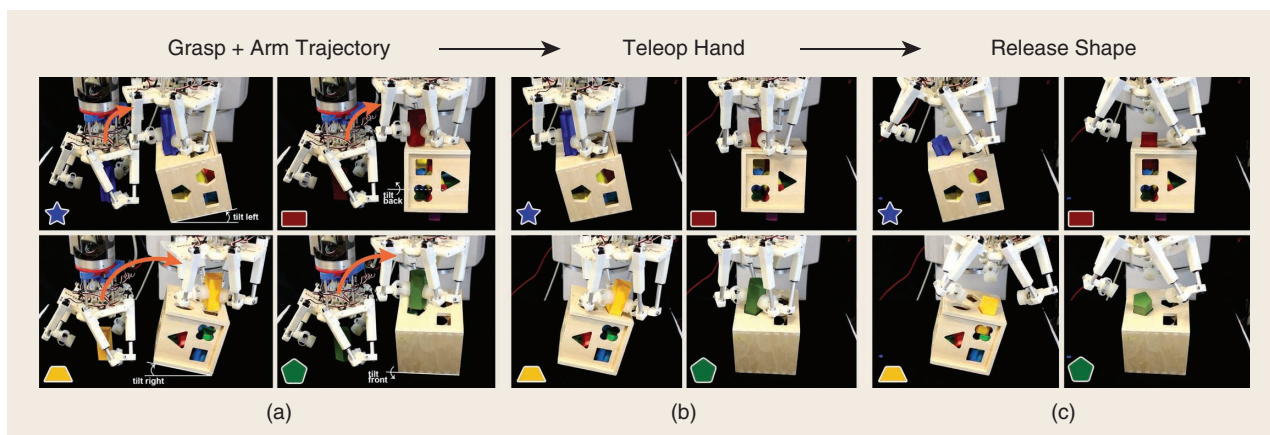 Grasp + Arm Trajectory
Teleop Hand
Release Shape
tilt left
tilt
back
tilt right
tilt
front
(a)
(b)
(c)